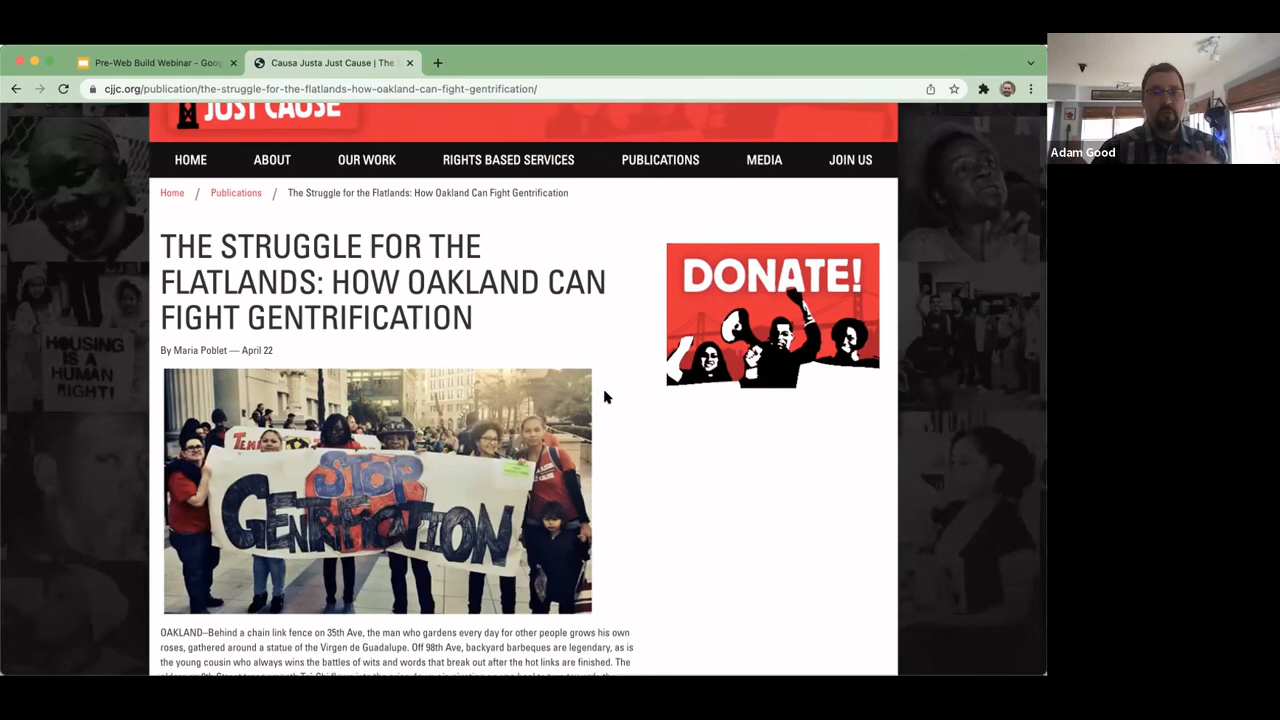 Pre-Web Build Webinar - Goog
Causa Justa Just Cause | The
cjjc.org/publication/the-struggle-for-the-flatlands-how-oakland-can-fight-gentrification/
Adam Good
JUST CAUSE
HOME ABOUT OUR WORK RIGHTS BASED SERVICES PUBLICATIONS MEDIA JOIN US
Home / Publications / The Struggle for the Flatlands: How Oakland Can Fight Gentrification
THE STRUGGLE FOR THE
FLATLANDS: HOW OAKLAND CAN
FIGHT GENTRIFICATION
By Maria Poblet — April 22
DONATE!
HOUSING
IS A
HUMAN
RIGHT!
STOP
GENTRIFICATION
OAKLAND–Behind a chain link fence on 35th Ave, the man who gardens every day for other people grows his own
roses, gathered around a statue of the Virgen de Guadalupe. Off 98th Ave, backyard barbeques are legendary, as is
the young cousin who always wins the battles of wits and words that break out after the hot links are finished. The